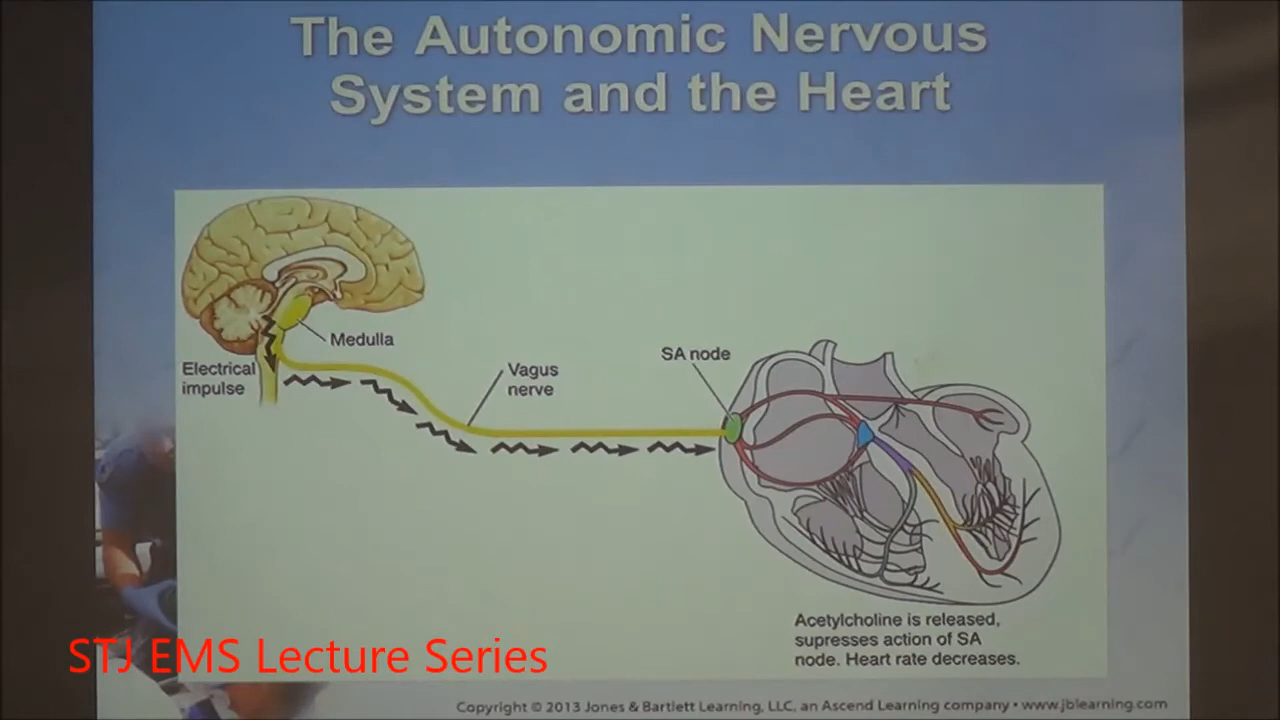 The Autonomic Nervous
System and the Heart
Medulla
Electrical
impulse
Vagus
nerve
SA node
Acetylcholine is released,
supresses action of SA
node. Heart rate decreases.
STJ EMS Lecture Series
Copyright © 2013 Jones & Bartlett Learning, LLC, an Ascend Learning company • www.jblearning.com